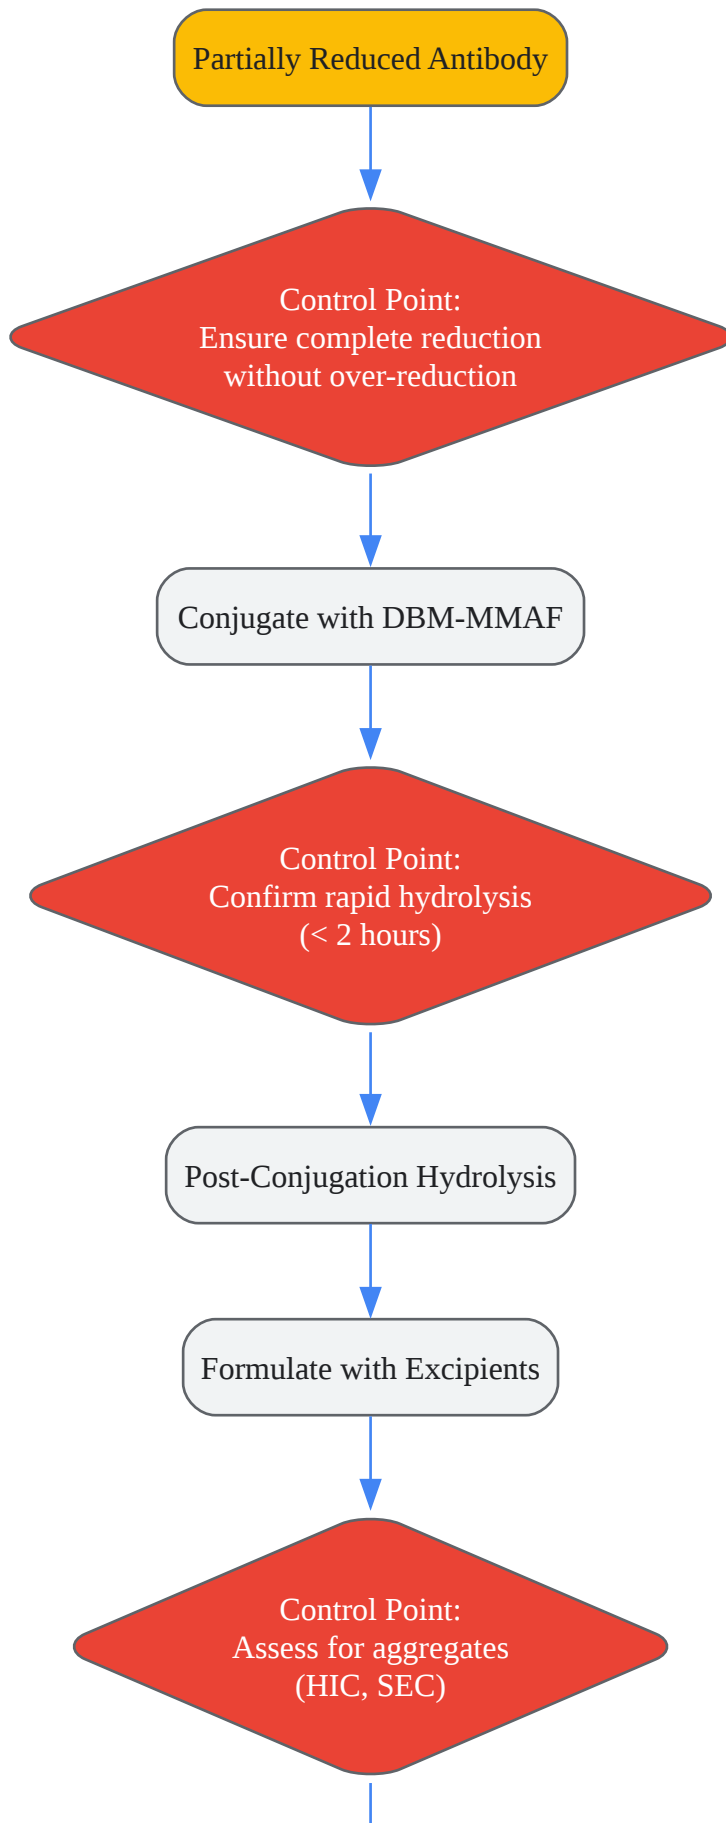 Partially Reduced Antibody
Control Point:
Ensure complete reduction
without over-reduction
Conjugate with DBM-MMAF
Control Point:
Confirm rapid hydrolysis
(< 2 hours)
Post-Conjugation Hydrolysis
Formulate with Excipients
Control Point:
Assess for aggregates
(HIC, SEC)